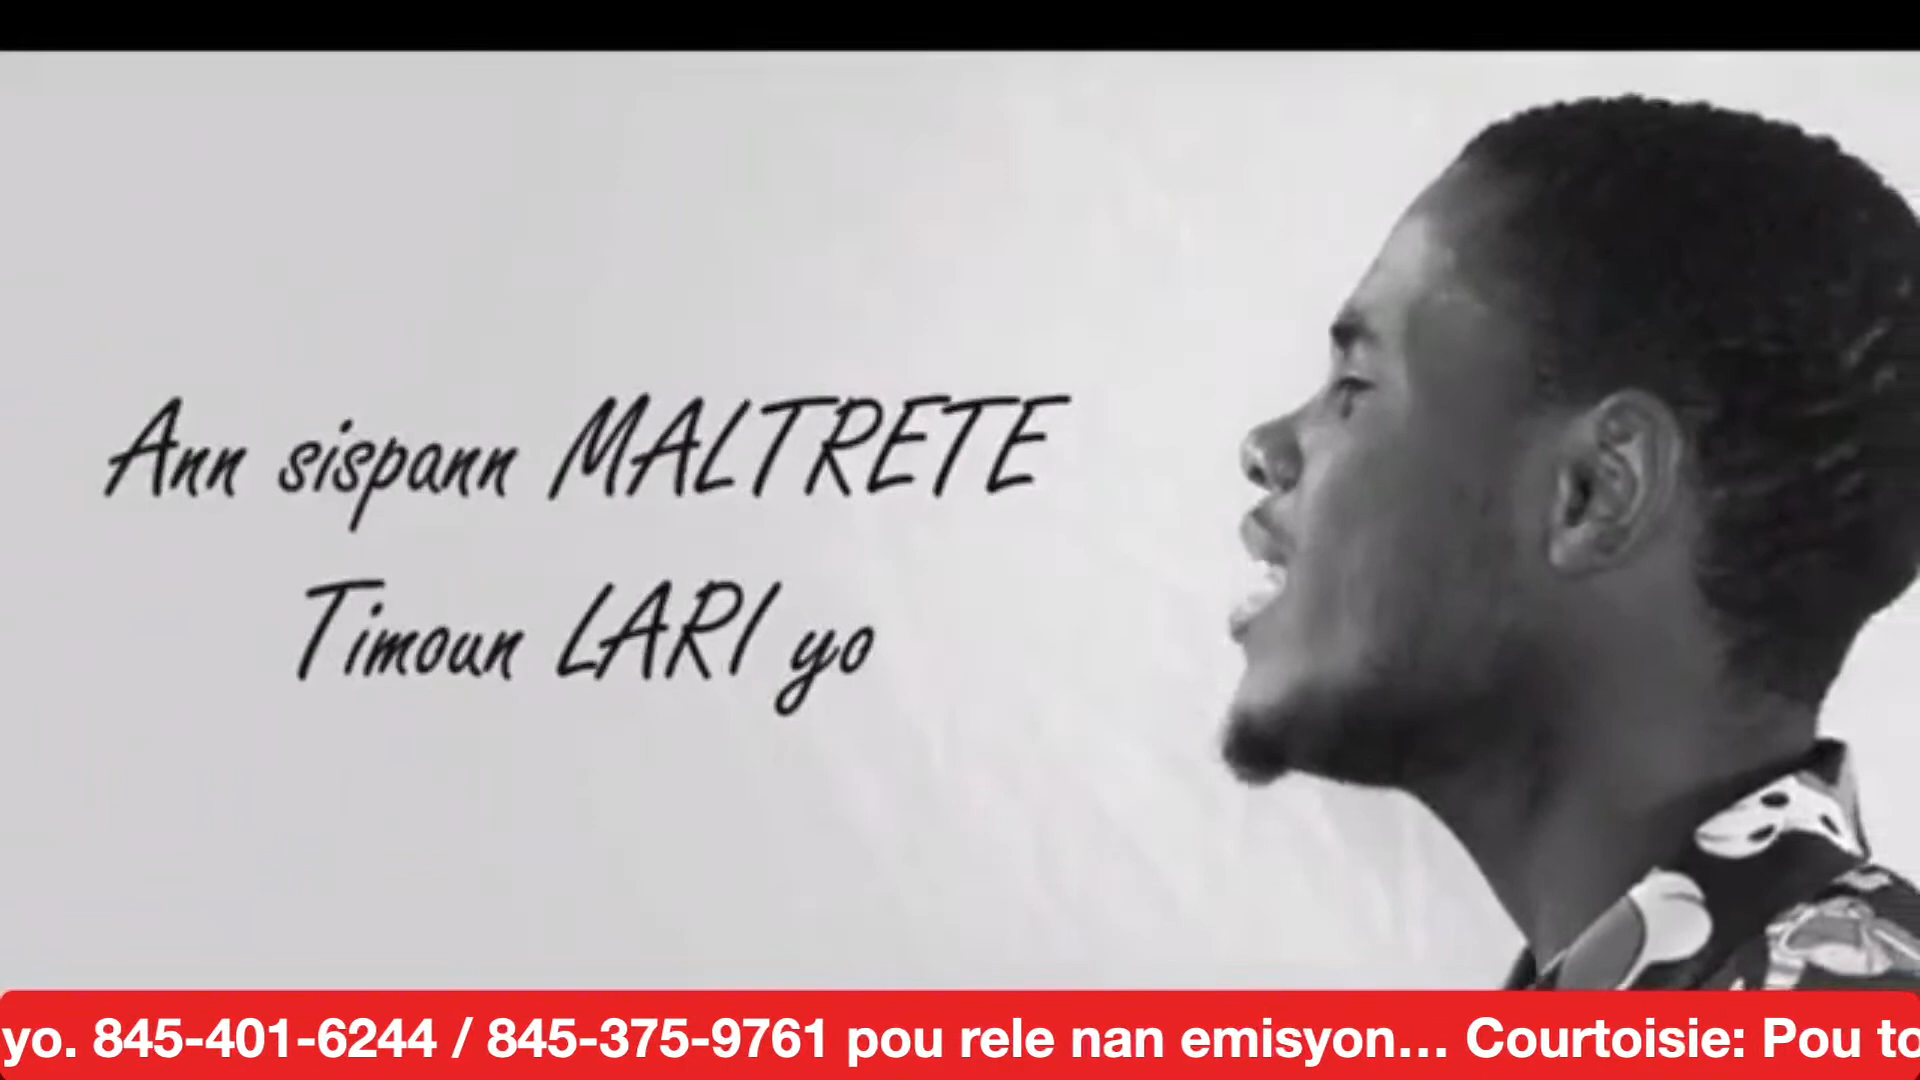 Ann sispann MALTRETE
Timoun LARI yo
yo. 845-401-6244 / 845-375-9761 pou rele nan emisyon... Courtoisie: Pou to